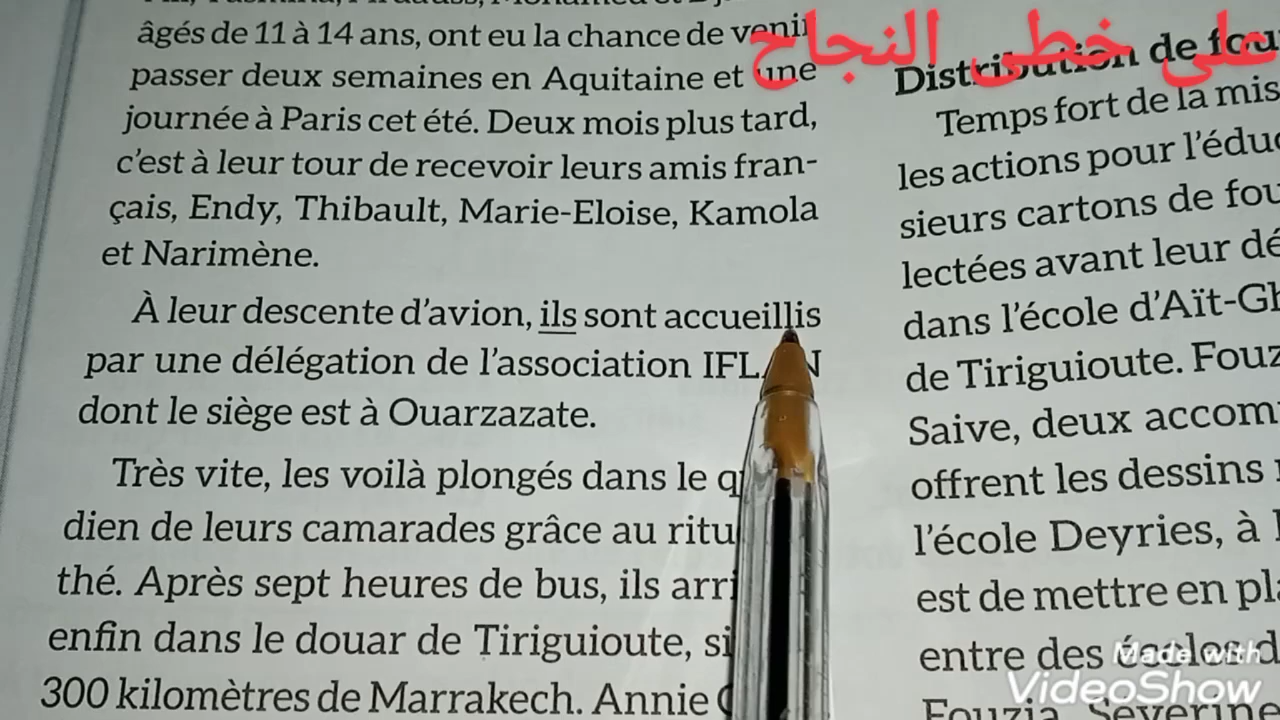 âgés de 11 à 14 ans, ont eu la chance de venir
passer deux semaines en Aquitaine et une
journée à Paris cet été. Deux mois plus tard,
c'est à leur tour de recevoir leurs amis fran-
çais, Endy, Thibault, Marie-Eloise, Kamola
et Narimène.
À leur descente d'avion, ils sont accueillis
par une délégation de l'association
dont le siège est à Ouarzazate.
Très vite, les voilà plongés dans le
dien de leurs camarades grâce au
thé. Après sept heures de bus, ils
enfin dans le douar de Tiriguioute,
300 kilomètres de Marrakech. Annie
على خطى النجاح
Distribution de
Temps fort de la
les actions pour
sieurs cartons de
lectées avant leur
dans l'école
de Tiriguioute.
Saive, deux
offrent les dessins
l'école Deyries, à
est de mettre en
entre des écoles
Fouzia, Séverine
Made with
VideoShow